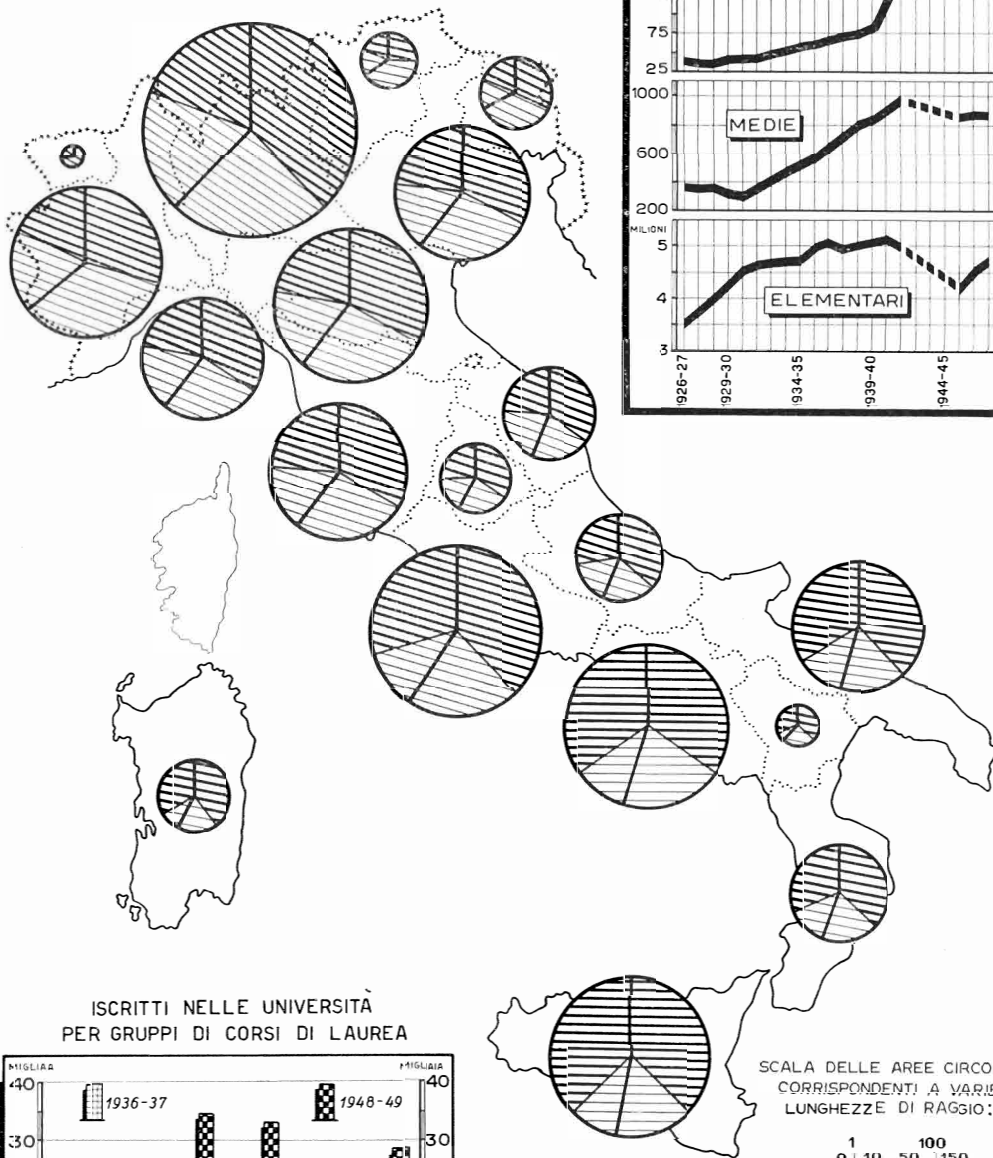 75
25
1000
MEDIE
600
200
MILIONI
5
4
ELEMENTARI
3
1926-27
1929-30
1934-35
1939-40
1944-45
ISCRITTI NELLE UNIVERSITÀ
PER GRUPPI DI CORSI DI LAUREA
MIGLIAA MIGLIAIA
40 1936-37 1948-49 40
30 30
SCALA DELLE AREE CIRCO
CORRISPONDENTI A VARIE
LUNGHEZZE DI RAGGIO:
1 100
0 10 50 150